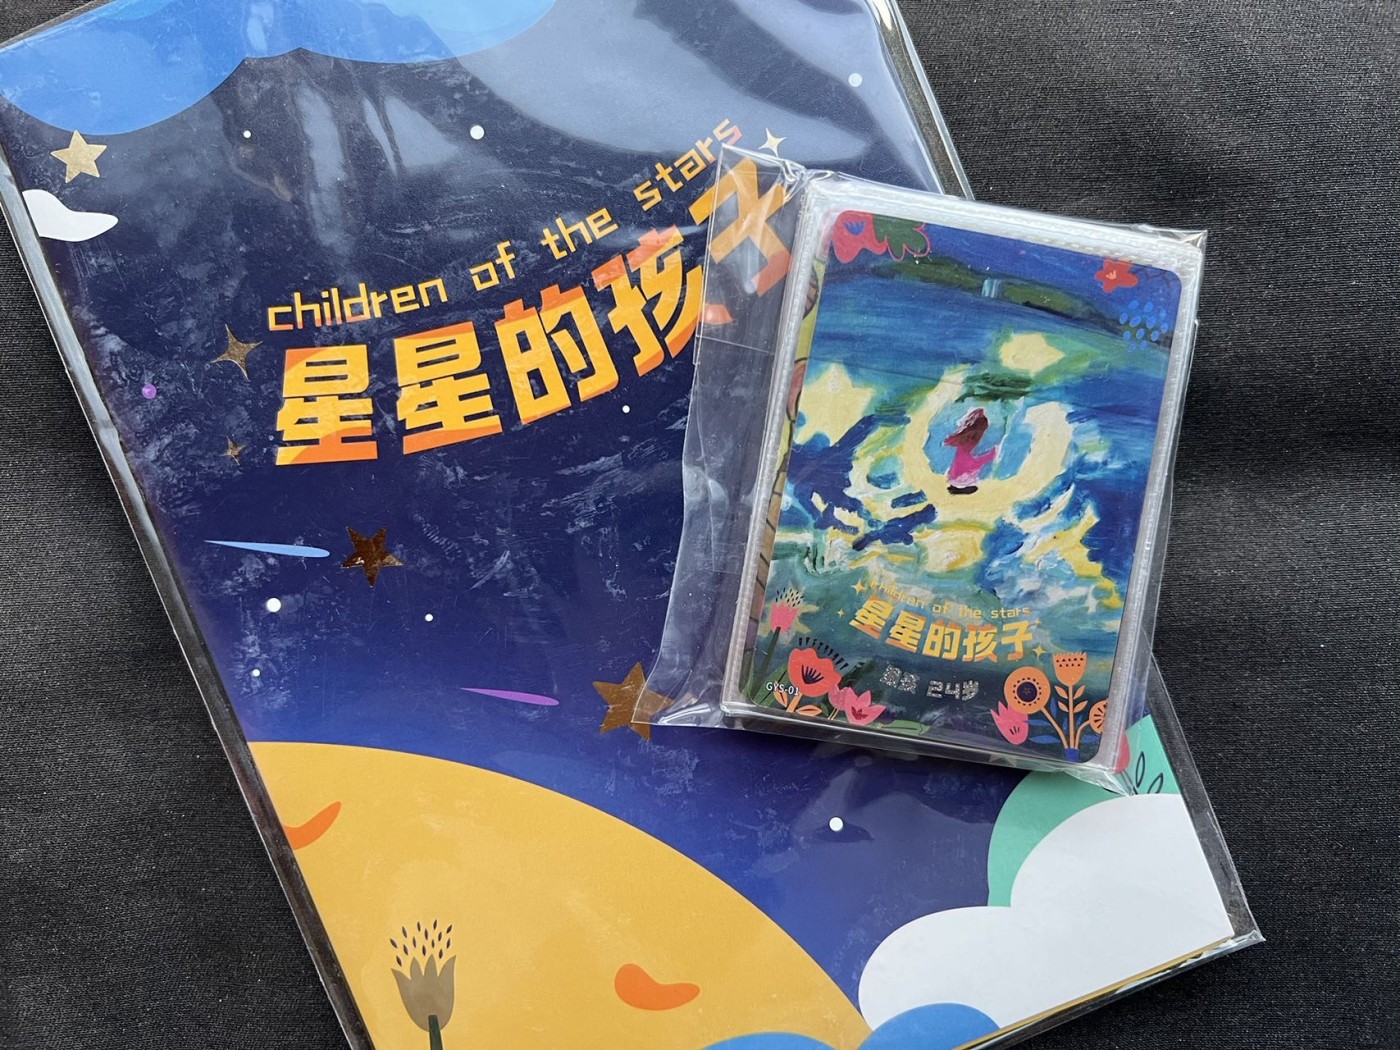 children of the stars
星星的孩子
children of the stars
星星的孩子
24岁
GYS-01